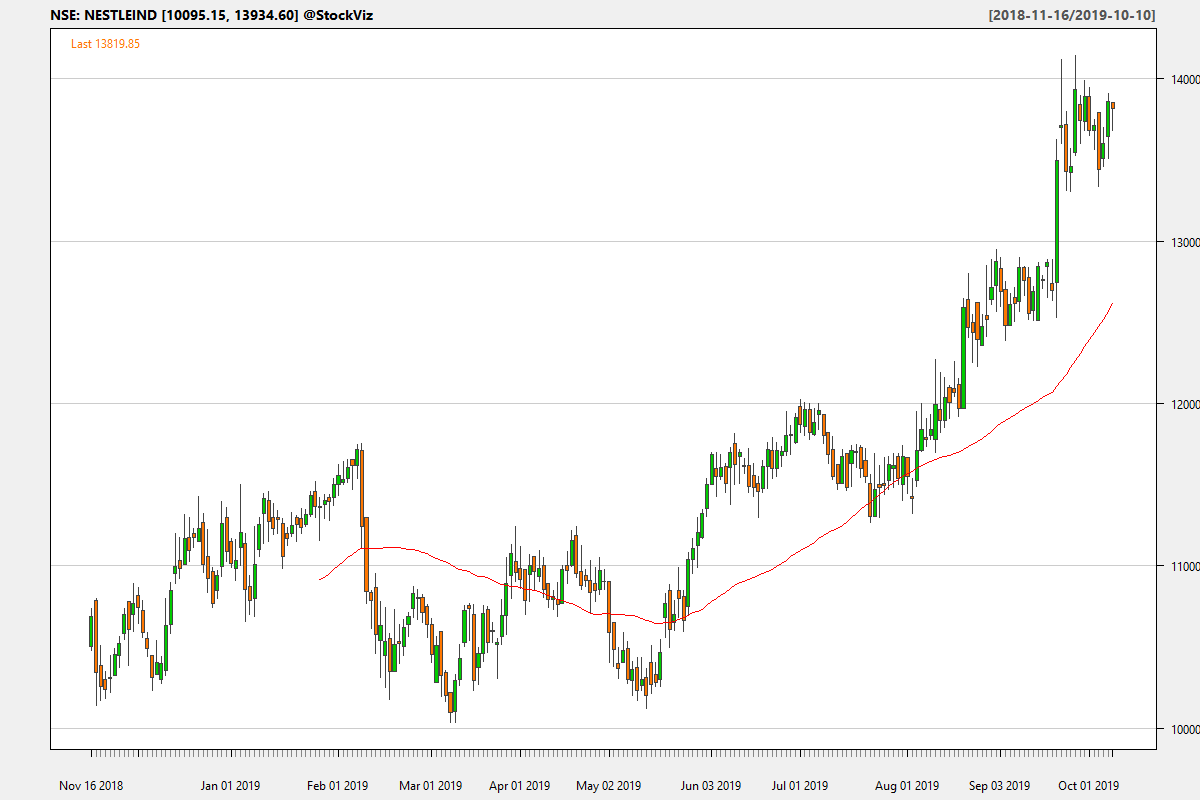 NSE: NESTLEIND [10095.15, 13934.60] @StockViz [2018-11-16/2019-10-10]
Last 13819.85
14000
13000
12000
11000
10000
Nov 16 2018 Jan 01 2019 Feb 01 2019 Mar 01 2019 Apr 01 2019 May 02 2019 Jun 03 2019 Jul 01 2019 Aug 01 2019 Sep 03 2019 Oct 01 2019